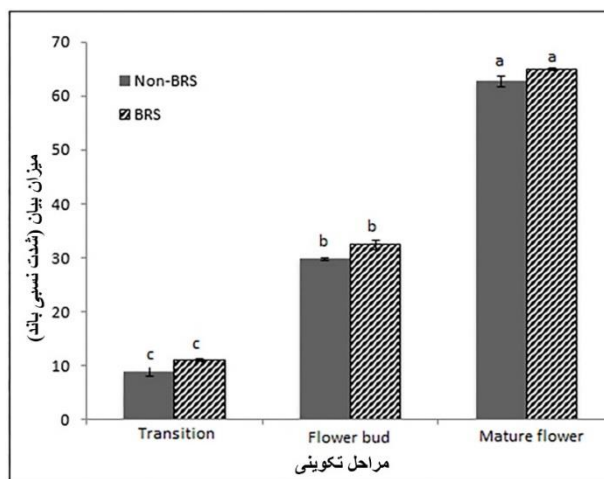 میزان بیان (شدت نسبی باند)
70
60
50
40
30
20
10
0
Non-BRS
BRS
c c
b b
a a
Transition Flower bud Mature flower
مراحل تکوینی